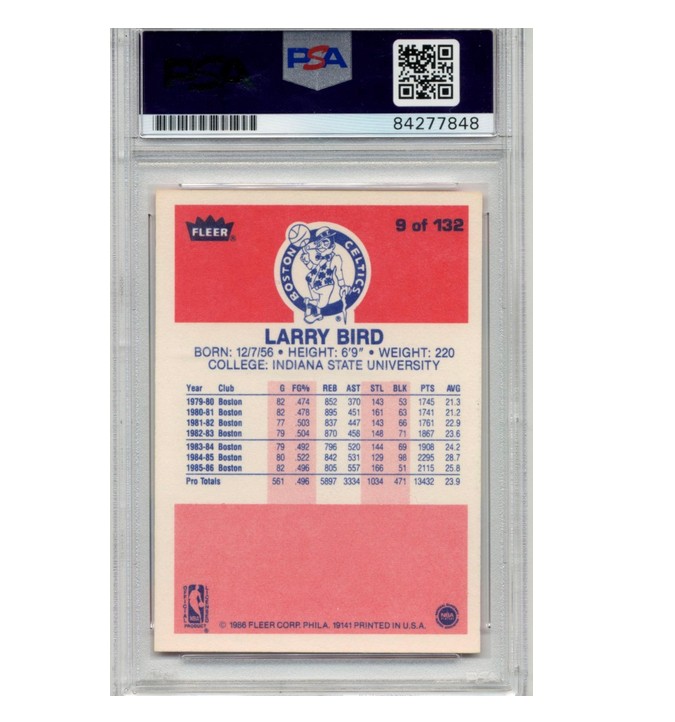 PSA
PSA
84277848
FLEER®
9 of 132
BOSTON CELTICS
®
LARRY BIRD
BORN: 12/7/56 • HEIGHT: 6'9" • WEIGHT: 220
COLLEGE: INDIANA STATE UNIVERSITY
Year Club G FG% REB AST STL BLK PTS AVG
1979-80 Boston 82 .474 852 370 143 53 1745 21.3
1980-81 Boston 82 .478 895 451 161 63 1741 21.2
1981-82 Boston 77 .503 837 447 143 66 1761 22.9
1982-83 Boston 79 .504 870 458 148 71 1867 23.6
1983-84 Boston 79 .492 796 520 144 69 1908 24.2
1984-85 Boston 80 .522 842 531 129 98 2295 28.7
1985-86 Boston 82 .496 805 557 166 51 2115 25.8
Pro Totals 561 .496 5897 3334 1034 471 13432 23.9
OFFICIAL LICENSED
NBA
PRODUCT ®
© 1986 FLEER CORP. PHILA. 19141 PRINTED IN U.S.A.
NBA